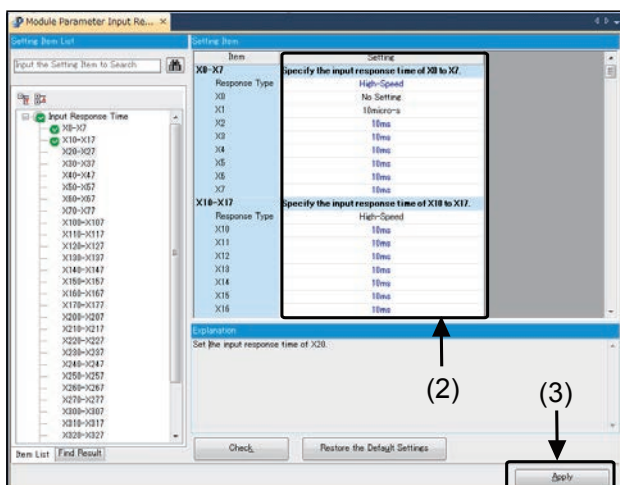 Module Parameter Input Re... ×
Setting Item List
Input the Setting Item to Search
Input Response Time
X0-X7
X10-X17
X20-X27
X30-X37
X40-X47
X50-X57
X60-X67
X70-X77
X100-X107
X110-X117
X120-X127
X130-X137
X140-X147
X150-X157
X160-X167
X170-X177
X200-X207
X210-X217
X220-X227
X230-X237
X240-X247
X250-X257
X260-X267
X270-X277
X300-X307
X310-X317
X320-X327
Item List Find Result
Setting Item
Item Setting
X0-X7 Specify the input response time of X0 to X7.
Response Type High-Speed
X0 No Setting
X1 10micro-s
X2 10ms
X3 10ms
X4 10ms
X5 10ms
X6 10ms
X7 10ms
X10-X17 Specify the input response time of X10 to X17.
Response Type High-Speed
X10 10ms
X11 10ms
X12 10ms
X13 10ms
X14 10ms
X15 10ms
X16 10ms
Explanation
Set the input response time of X20.
(2)
(3)
Check Restore the Default Settings
Apply